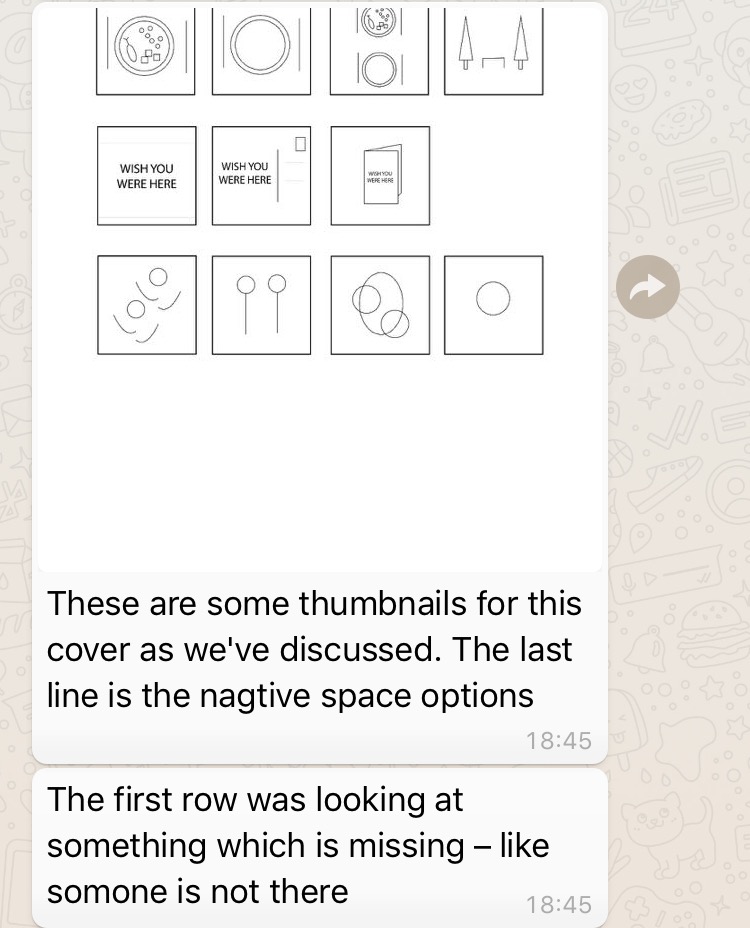 WISH YOU
WERE HERE
WISH YOU
WERE HERE
WISH YOU
WERE HERE
These are some thumbnails for this
cover as we've discussed. The last
line is the nagtive space options
18:45
The first row was looking at
something which is missing – like
somone is not there
18:45